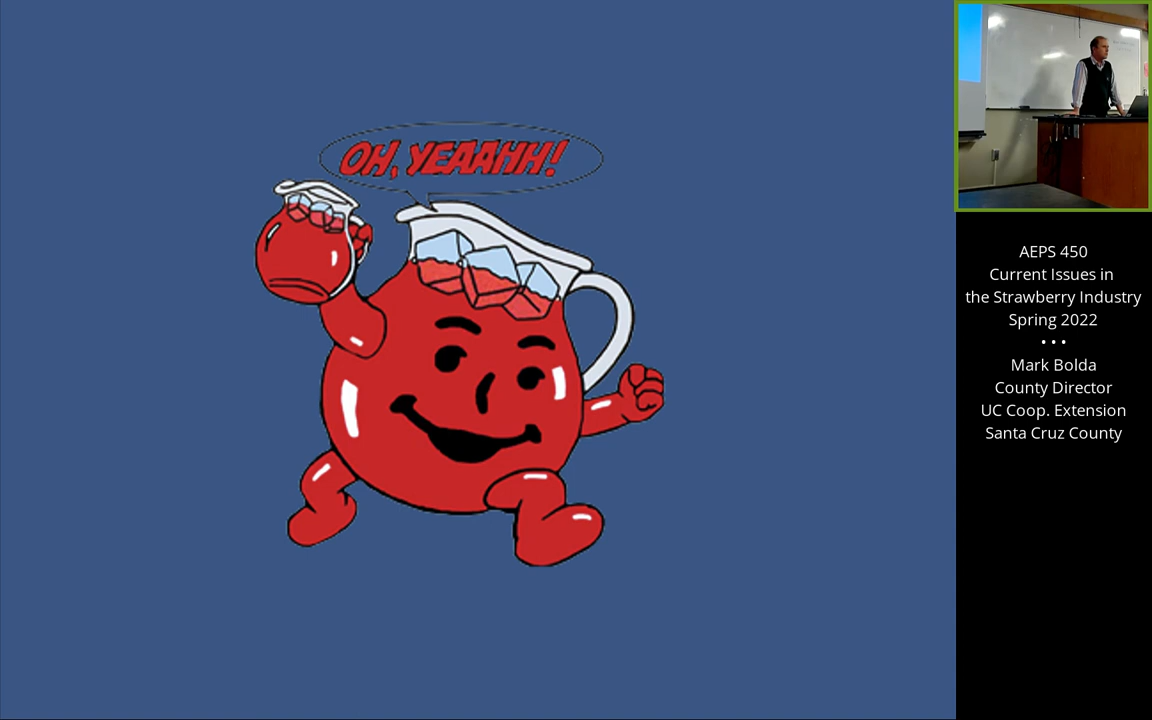 OH, YEAAHH!
AEPS 450
Current Issues in
the Strawberry Industry
Spring 2022
• • •
Mark Bolda
County Director
UC Coop. Extension
Santa Cruz County